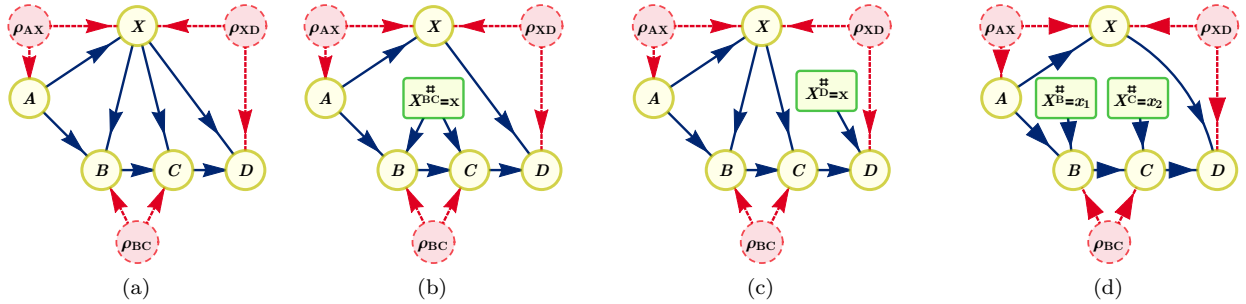 ρAX X ρXD
A
B C D
ρBC
(a)
ρAX X ρXD
A X#BC=x
B C D
ρBC
(b)
ρAX X ρXD
A X#D=x
B C D
ρBC
(c)
ρAX X ρXD
A X#B=x1 X#C=x2
B C D
ρBC
(d)